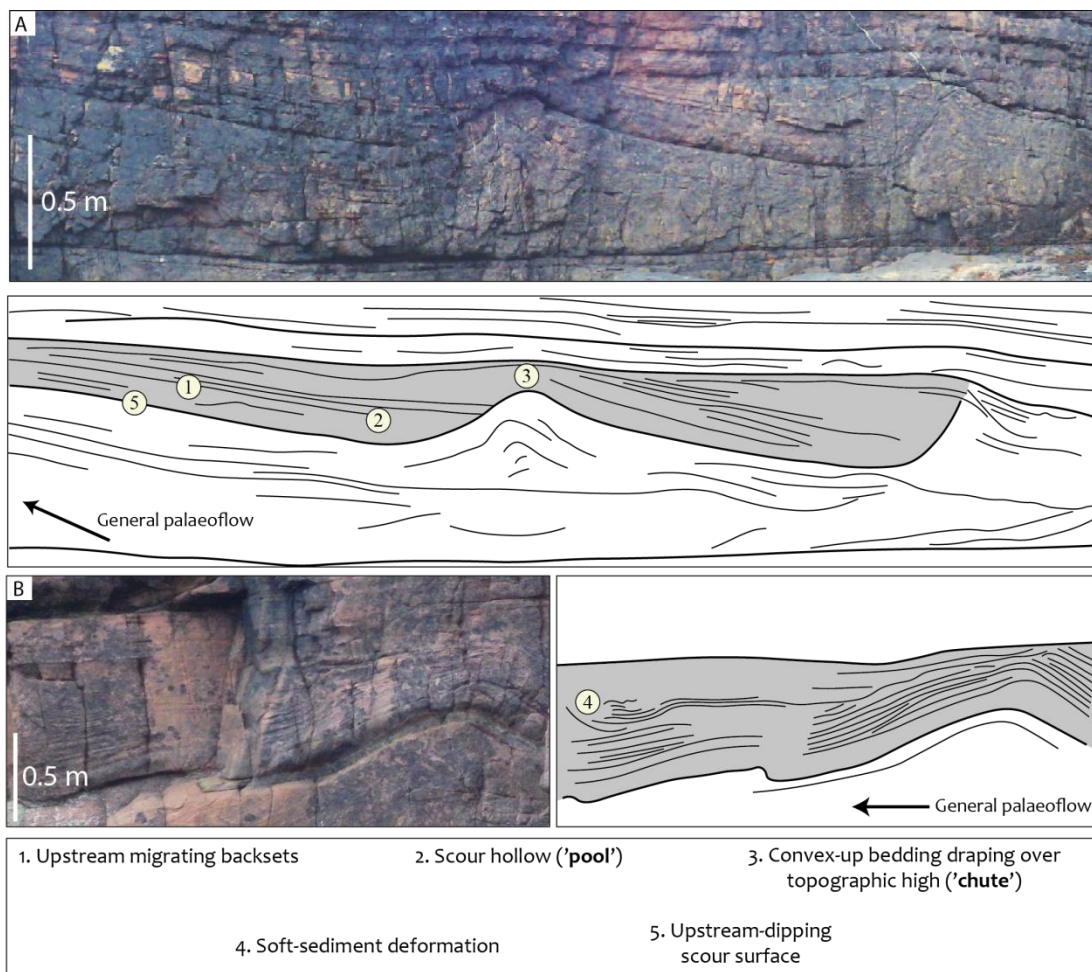 A
0.5 m
1
2
3
5
General palaeoflow
B
0.5 m
4
General palaeoflow
1. Upstream migrating backsets
2. Scour hollow ('pool')
3. Convex-up bedding draping over
topographic high ('chute')
4. Soft-sediment deformation
5. Upstream-dipping
scour surface